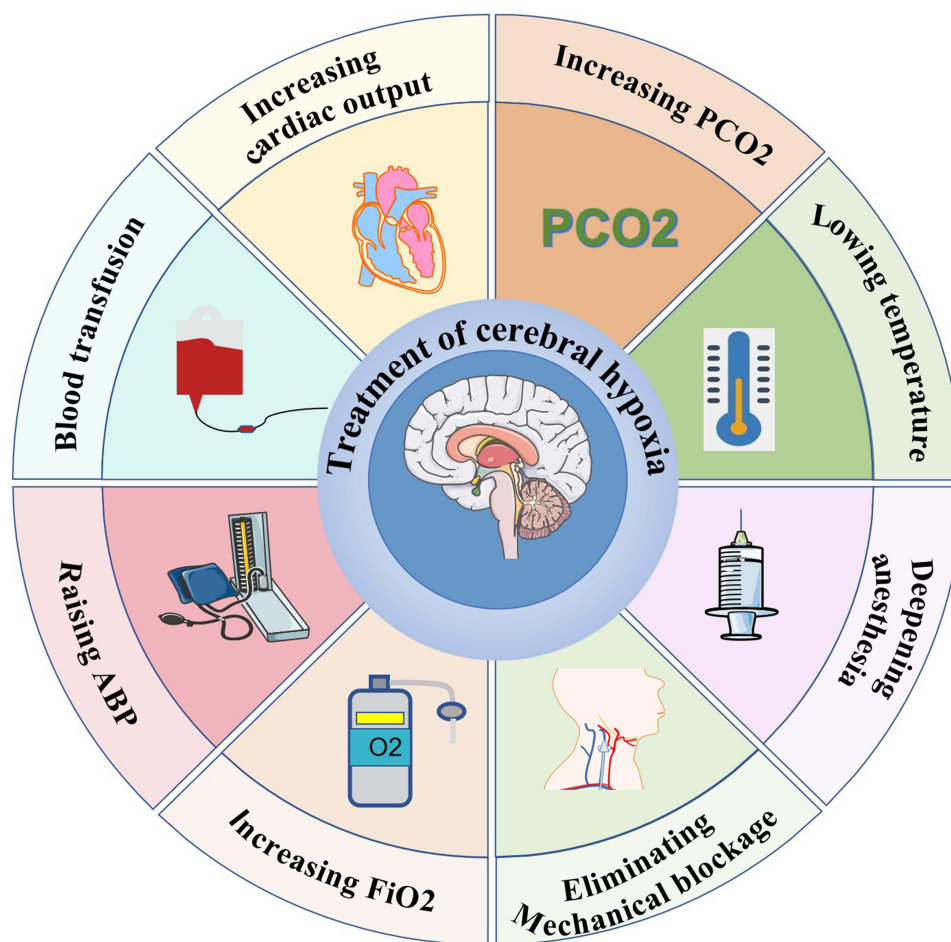 Treatment of cerebral hypoxia
Increasing PCO2
PCO2
Lowing temperature
Deepening
anesthesia
Eliminating
Mechanical blockage
Increasing FiO2
O2
Raising ABP
Blood transfusion
Increasing
cardiac output